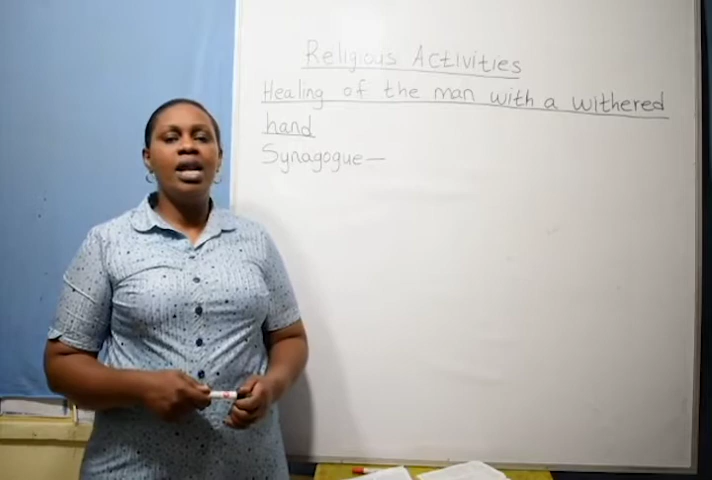 Religious Activities
Healing of the man with a withered
hand
Synagogue—